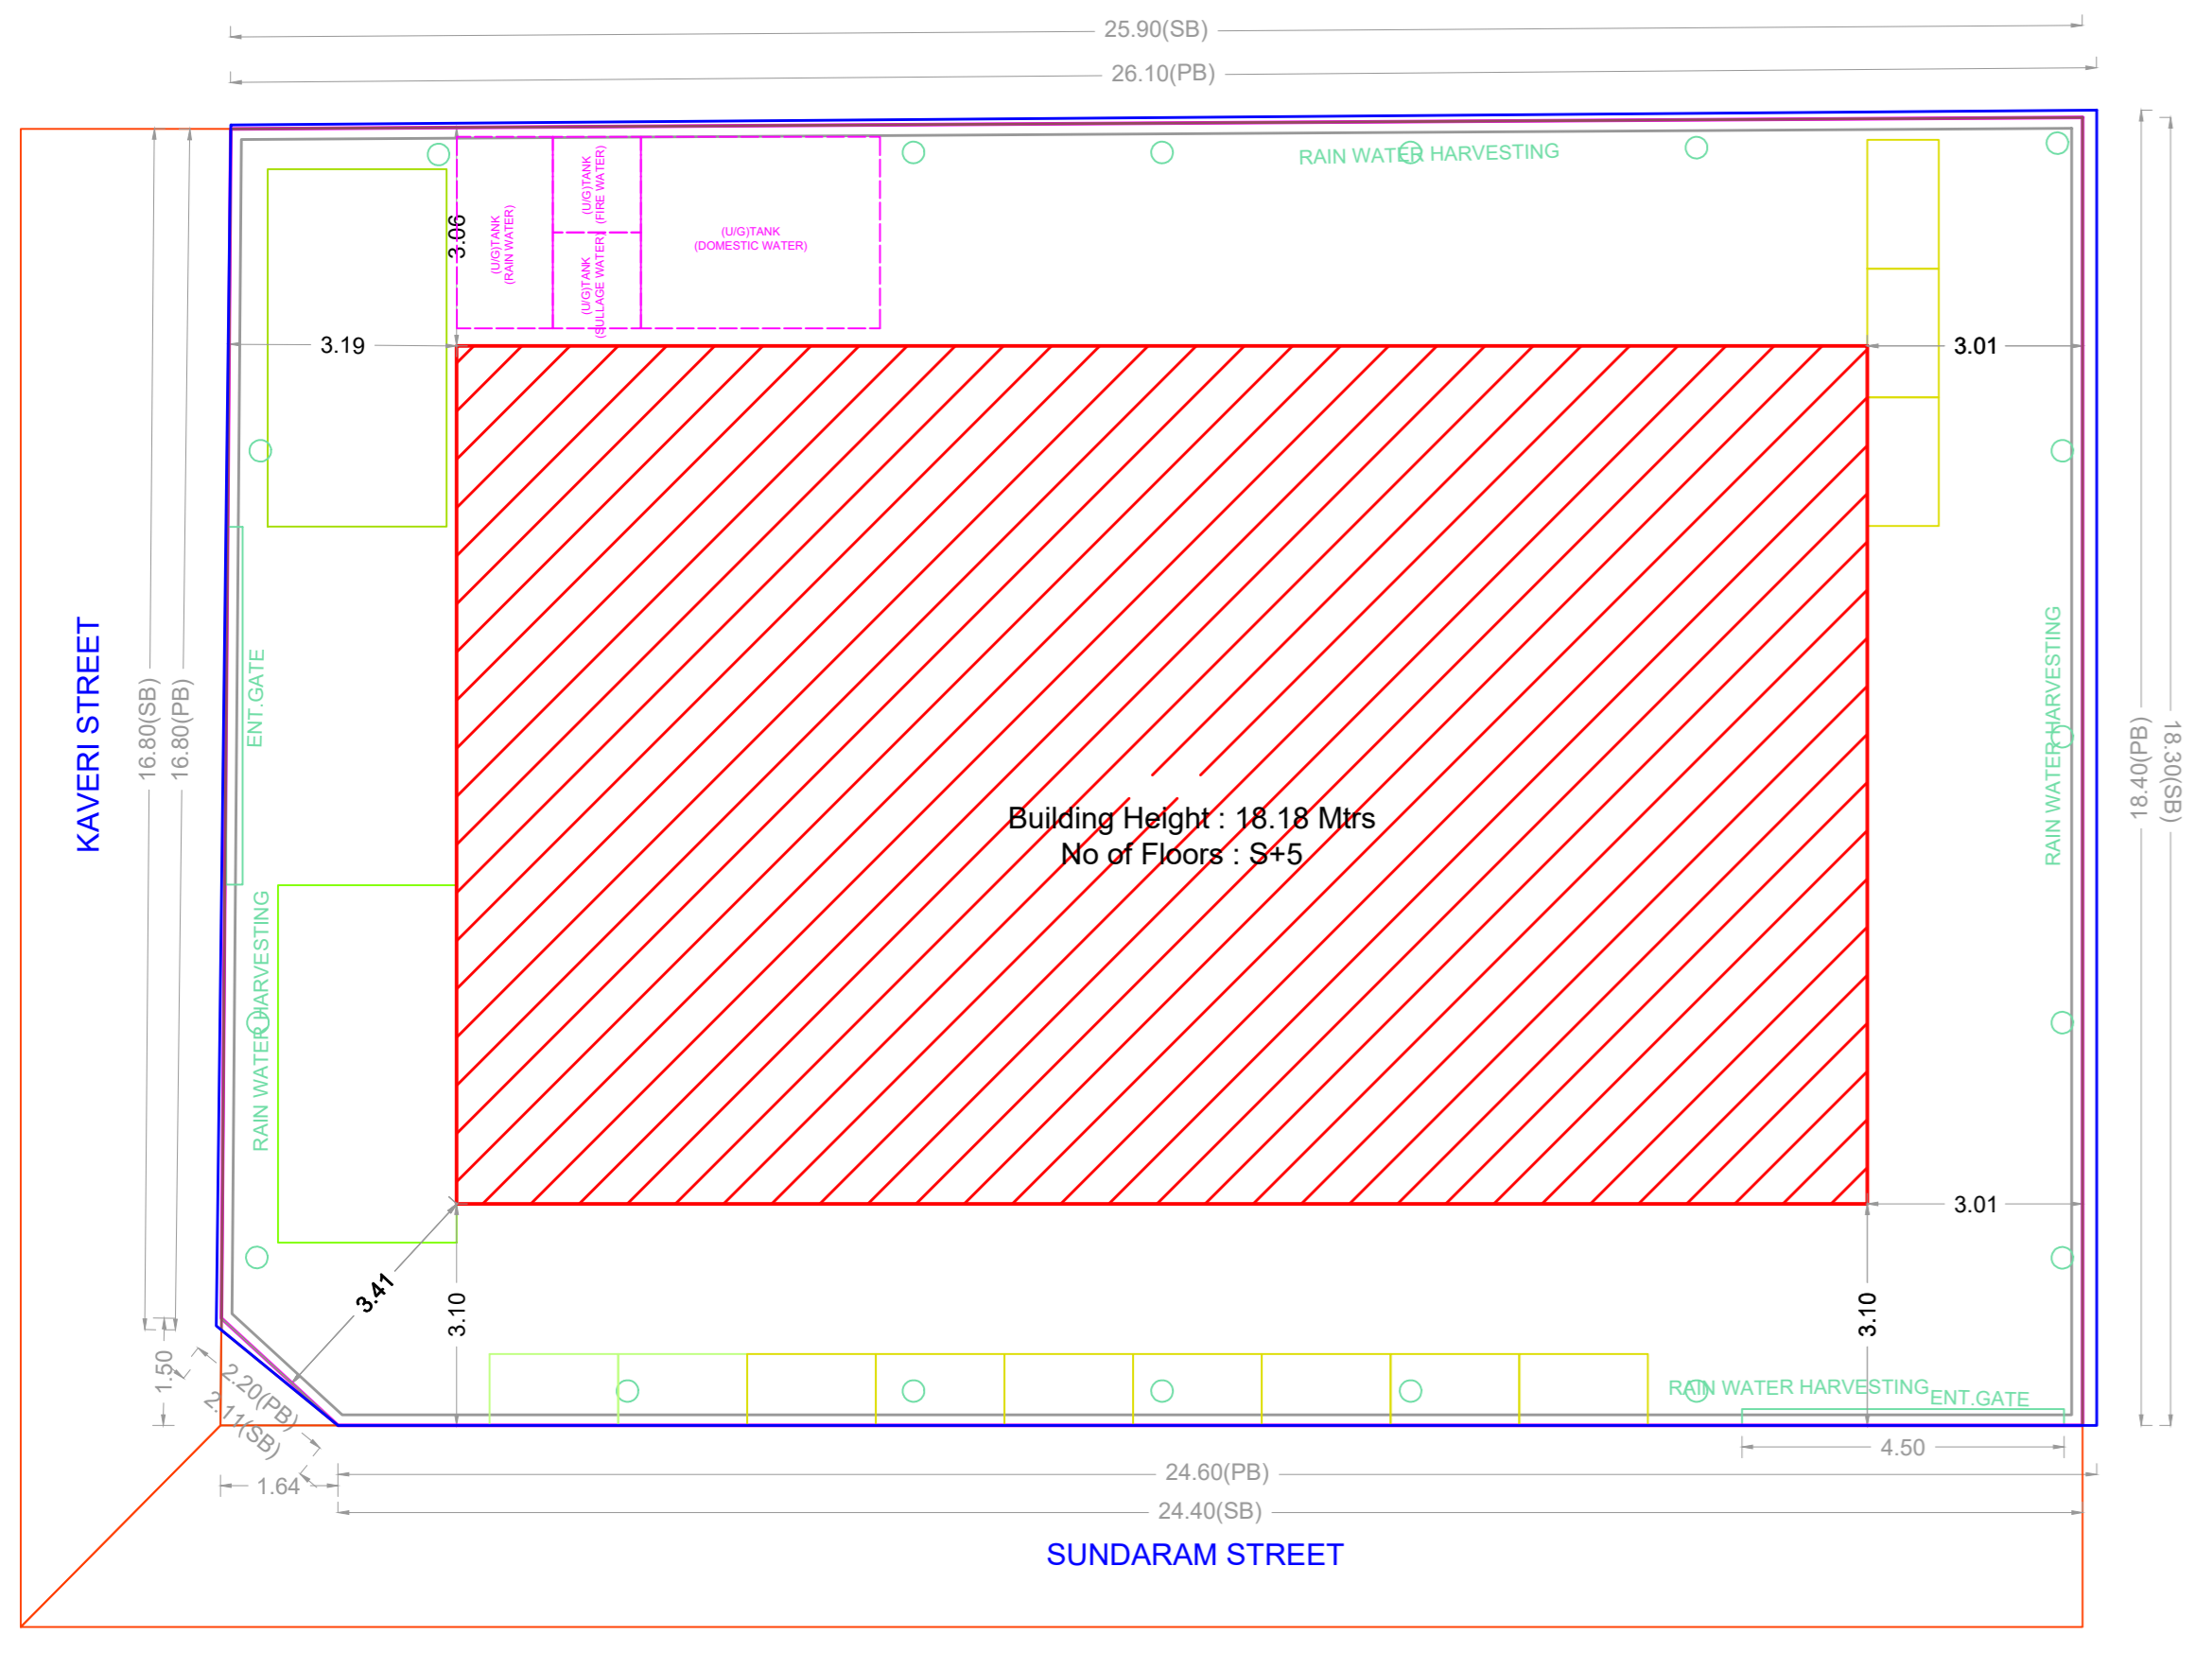 25.90(SB)
26.10(PB)
RAIN WATER HARVESTING
3.06
(U/G)TANK
(RAIN WATER)
(U/G)TANK
(FIRE WATER)
(U/G)TANK
(SULLAGE WATER)
(U/G)TANK
(DOMESTIC WATER)
3.19
3.01
KAVERI STREET
16.80(SB)
16.80(PB)
ENT.GATE
RAIN WATER HARVESTING
Building Height : 18.18 Mtrs
No of Floors : S+5
RAIN WATER HARVESTING
18.40(PB)
18.30(SB)
3.01
3.41
3.10
3.10
1.50
2.20(PB)
2.11(SB)
1.64
RAIN WATER HARVESTING
ENT.GATE
4.50
24.60(PB)
24.40(SB)
SUNDARAM STREET